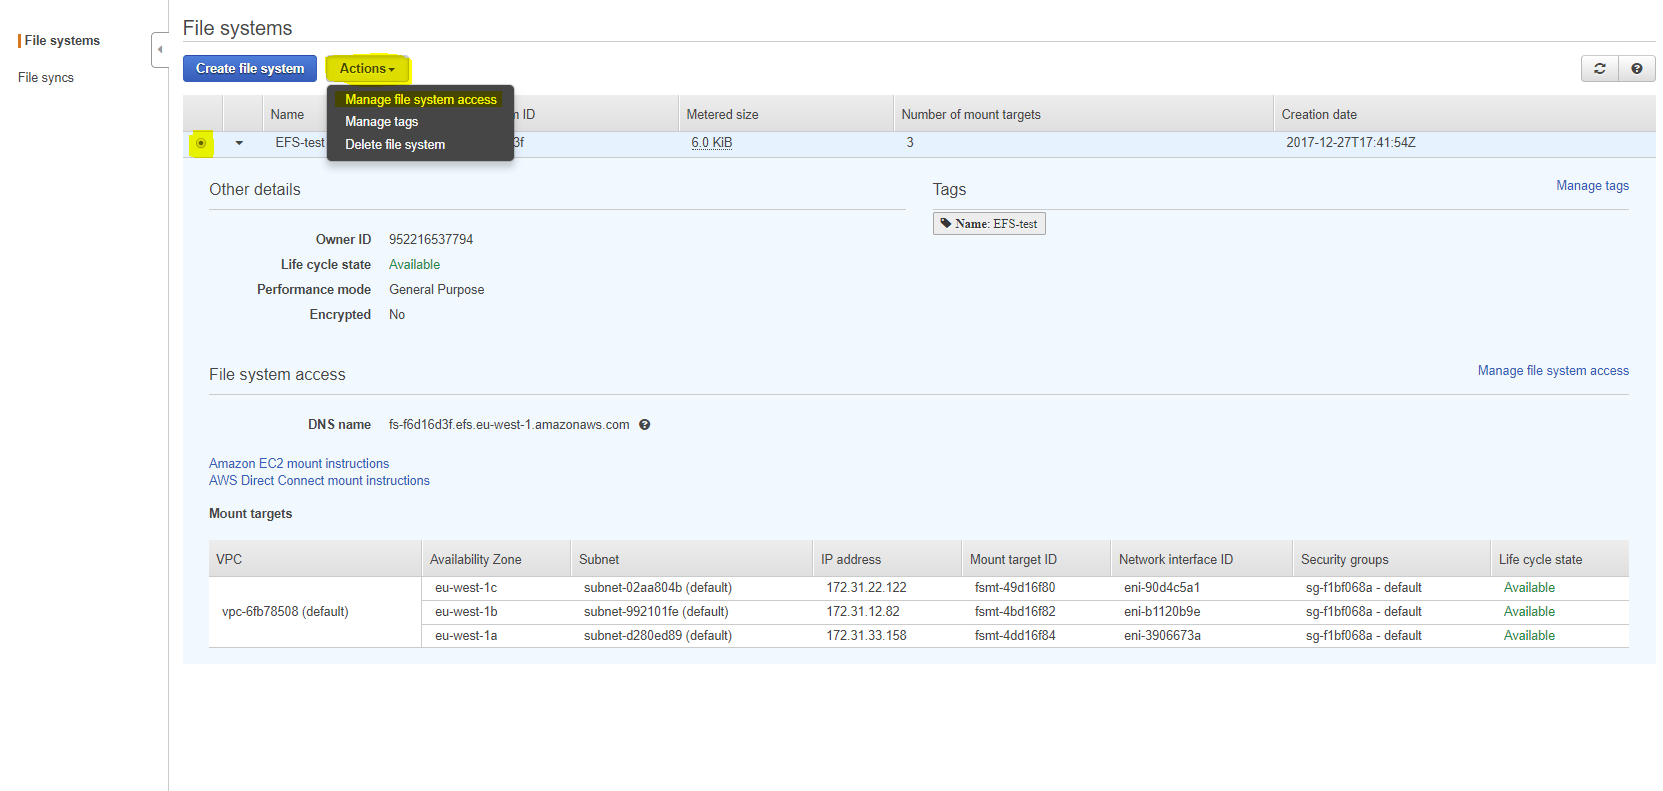 File systems
File syncs
File systems
Create file system Actions
Manage file system access
Manage tags
Delete file system
Name m ID Metered size Number of mount targets Creation date
EFS-test 3f 6.0 KiB 3 2017-12-27T17:41:54Z
Other details
Owner ID 952216537794
Life cycle state Available
Performance mode General Purpose
Encrypted No
Tags Manage tags
Name: EFS-test
File system access Manage file system access
DNS name fs-f6d16d3f.efs.eu-west-1.amazonaws.com
Amazon EC2 mount instructions
AWS Direct Connect mount instructions
Mount targets
VPC Availability Zone Subnet IP address Mount target ID Network interface ID Security groups Life cycle state
eu-west-1c subnet-02aa804b (default) 172.31.22.122 fsmt-49d16f80 eni-90d4c5a1 sg-f1bf068a - default Available
vpc-6fb78508 (default) eu-west-1b subnet-992101fe (default) 172.31.12.82 fsmt-4bd16f82 eni-b1120b9e sg-f1bf068a - default Available
eu-west-1a subnet-d280ed89 (default) 172.31.33.158 fsmt-4dd16f84 eni-3906673a sg-f1bf068a - default Available